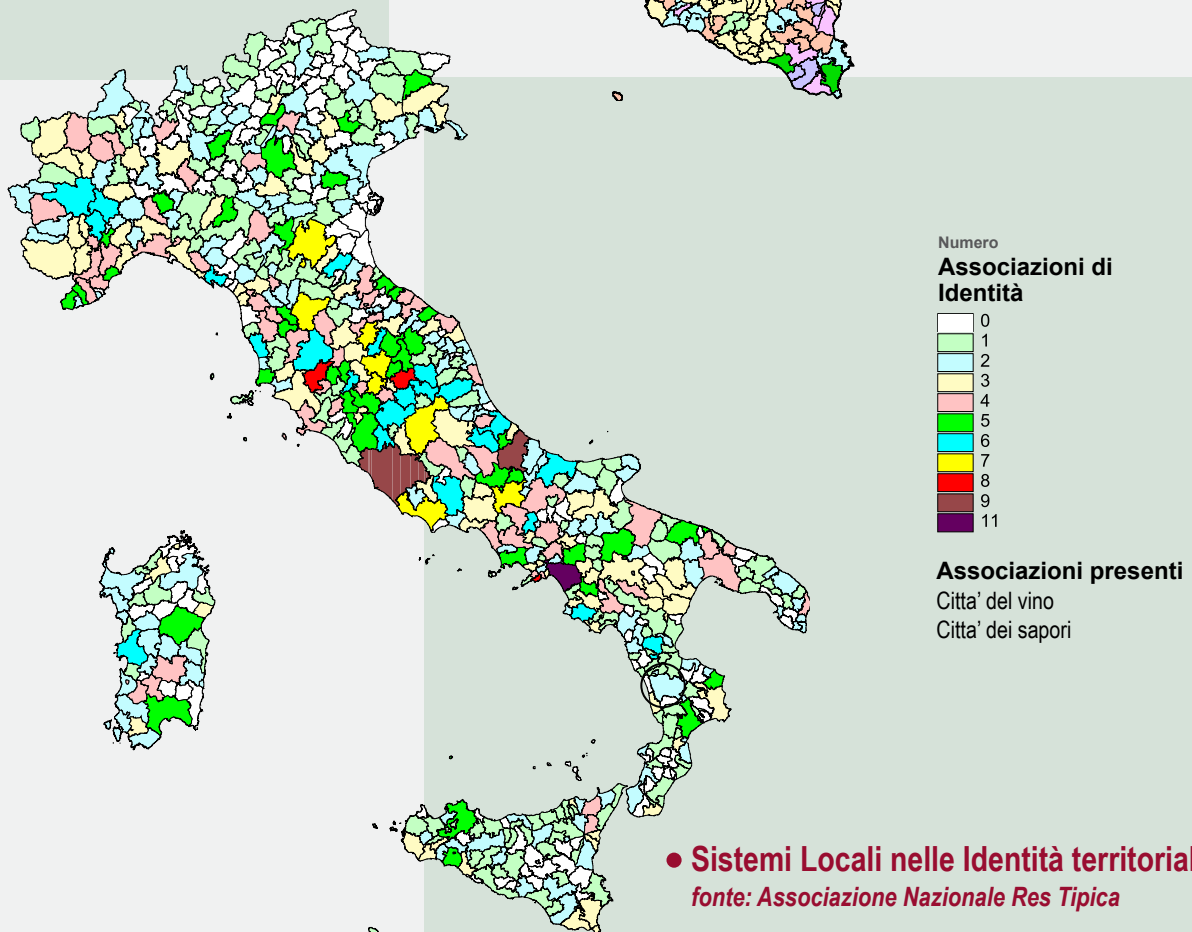 Numero
Associazioni di
Identità
0
1
2
3
4
5
6
7
8
9
11
Associazioni presenti
Citta' del vino
Citta' dei sapori
• Sistemi Locali nelle Identità territorial
fonte: Associazione Nazionale Res Tipica